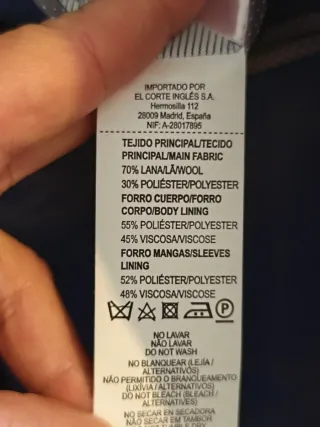 IMPORTADO POR
EL CORTE INGLÉS S.A.
Hermosilla 112
28009 Madrid, España
NIF: A-28017895
TEJIDO PRINCIPAL/TECIDO
PRINCIPAL/MAIN FABRIC
70% LANA/LÃ/WOOL
30% POLIÉSTER/POLYESTER
FORRO CUERPO/FORRO
CORPO/BODY LINING
55% POLIÉSTER/POLYESTER
45% VISCOSA/VISCOSE
FORRO MANGAS/SLEEVES
LINING
52% POLIÉSTER/POLYESTER
48% VISCOSA/VISCOSE
P
NO LAVAR
NÃO LAVAR
DO NOT WASH
NO BLANQUEAR (LEJÍA /
ALTERNATIVOS)
NÃO PERMITIDO O BRANQUEAMENTO
(LIXÍVIA / ALTERNATIVOS)
DO NOT BLEACH (BLEACH /
ALTERNATIVES)
NO SECAR EN SECADORA
NÃO SECAR EM TAMBOR